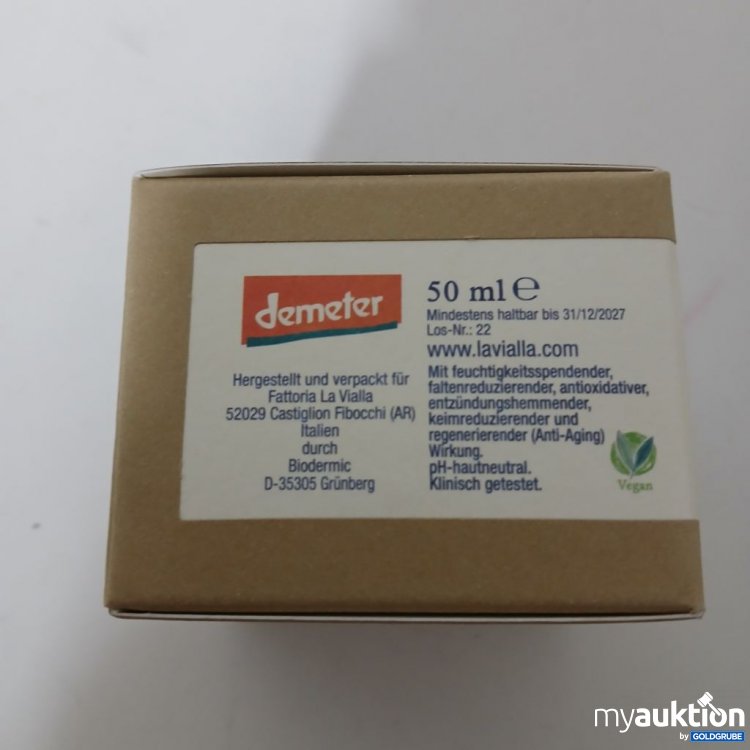 demeter
Hergestellt und verpackt für
Fattoria La Vialla
52029 Castiglion Fibocchi (AR)
Italien
durch
Biodermic
D-35305 Grünberg
50 ml ℮
Mindestens haltbar bis 31/12/2027
Los-Nr.: 22
www.lavialla.com
Mit feuchtigkeitsspendender,
faltenreduzierender, antioxidativer,
entzündungshemmender,
keimreduzierender und
regenerierender (Anti-Aging)
Wirkung.
pH-hautneutral.
Klinisch getestet.
Vegan
myauktion
by GOLDGRUBE